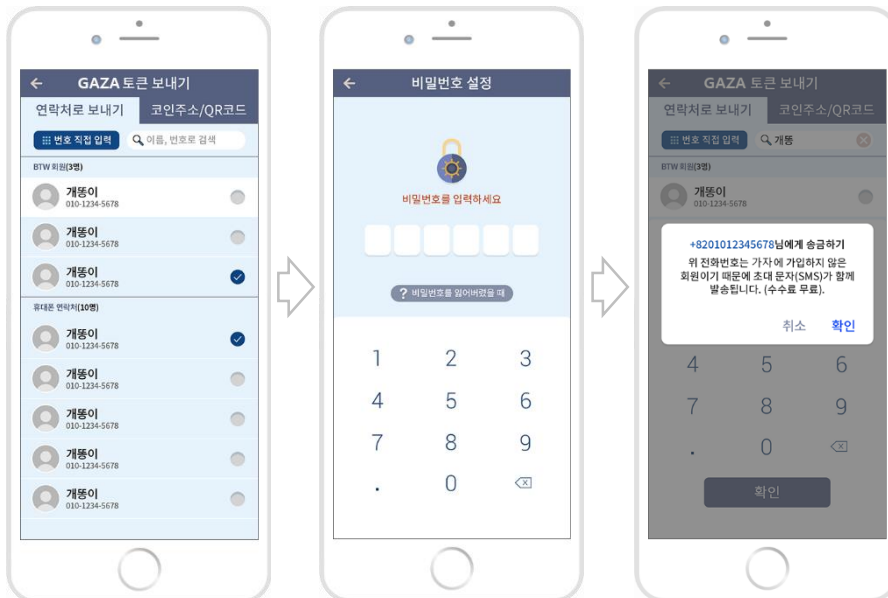 GAZA 토큰 보내기
연락처로 보내기
코인주소/QR코드
번호 직접 입력
이름, 번호로 검색
BTW 회원(3명)
개똥이
010-1234-5678
개똥이
010-1234-5678
개똥이
010-1234-5678
휴대폰 연락처(10명)
개똥이
010-1234-5678
개똥이
010-1234-5678
개똥이
010-1234-5678
개똥이
010-1234-5678
개똥이
010-1234-5678
비밀번호 설정
비밀번호를 입력하세요
? 비밀번호를 잃어버렸을 때
1 2 3
4 5 6
7 8 9
. 0
GAZA 토큰 보내기
연락처로 보내기
코인주소/QR코드
번호 직접 입력
개똥
BTW 회원(3명)
개똥이
010-1234-5678
+8201012345678님에게 송금하기
위 전화번호는 가자에 가입하지 않은
회원이기 때문에 초대 문자(SMS)가 함께
발송됩니다. (수수료 무료).
취소 확인
4 5 6
7 8 9
. 0
확인